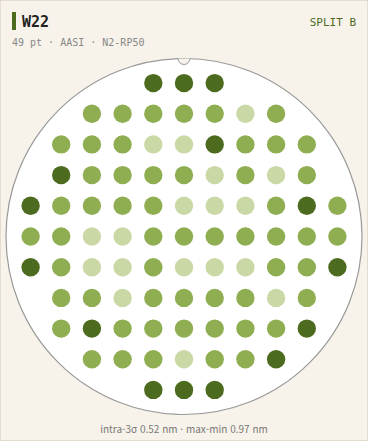 W22
SPLIT B
49 pt · AASI · N2-RP50
intra-3σ 0.52 nm · max-min 0.97 nm